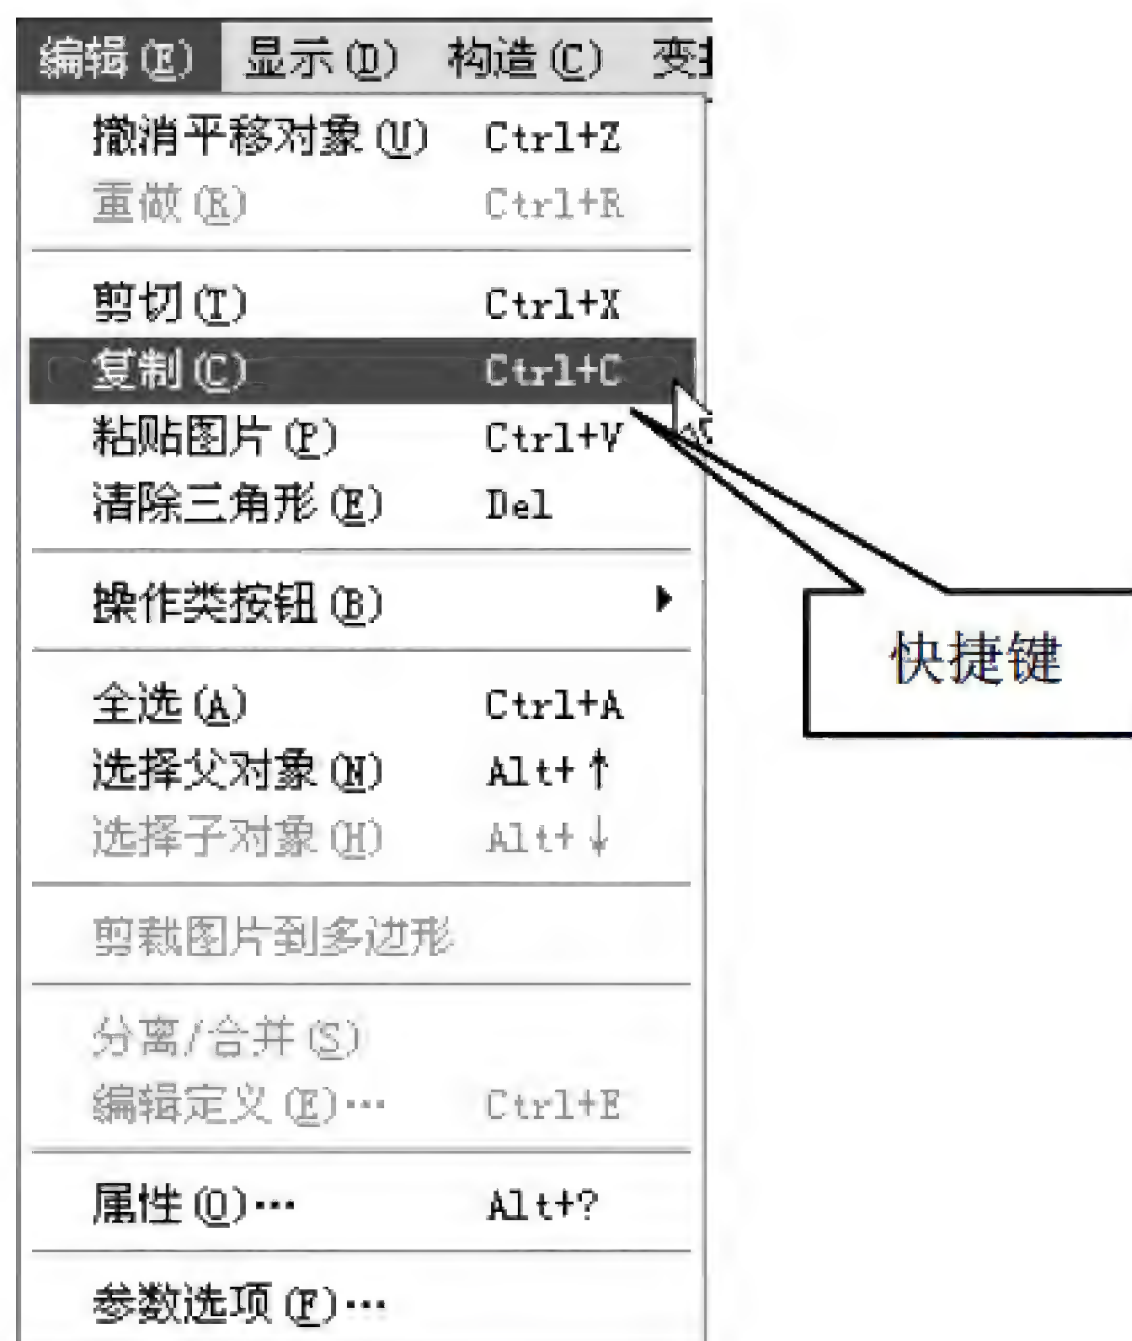 编辑(E) 显示(D) 构造(C) 变
撤消平移对象(U) Ctrl+Z
重做(R) Ctrl+R
剪切(T) Ctrl+X
复制(C) Ctrl+C
粘贴图片(P) Ctrl+V
清除三角形(E) Del
快捷键
操作类按钮(B)
全选(A) Ctrl+A
选择父对象(N) Alt+↑
选择子对象(H) Alt+↓
剪裁图片到多边形
分离/合并(S)
编辑定义(E)… Ctrl+E
属性(O)… Alt+?
参数选项(F)…